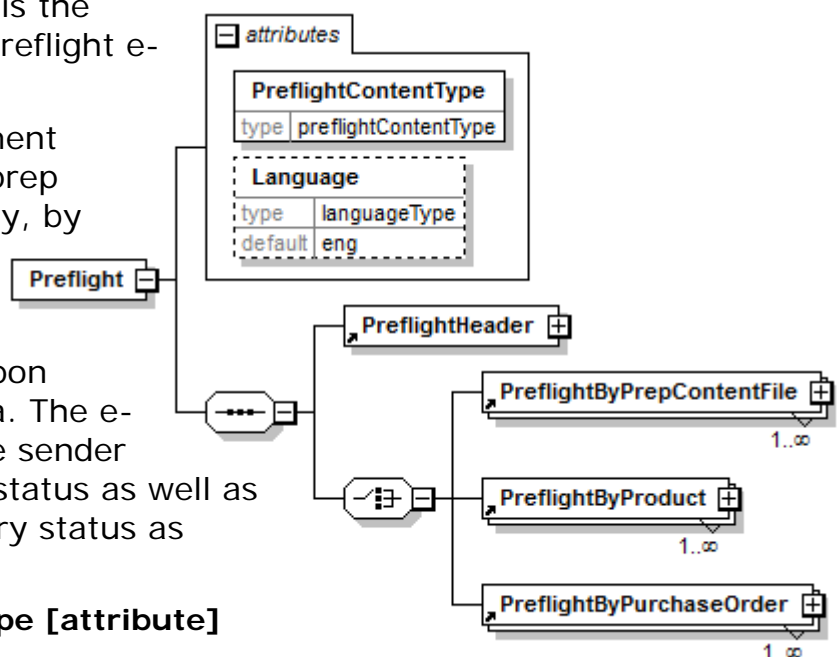 is the
reflight e-
ment
prep
y, by
pon
a. The e-
e sender
status as well as
ry status as
pe [attribute]
attributes
PreflightContentType
type preflightContentType
Language
type languageType
default eng
Preflight
PreflightHeader
PreflightByPrepContentFile
1..∞
PreflightByProduct
1..∞
PreflightByPurchaseOrder
1..∞